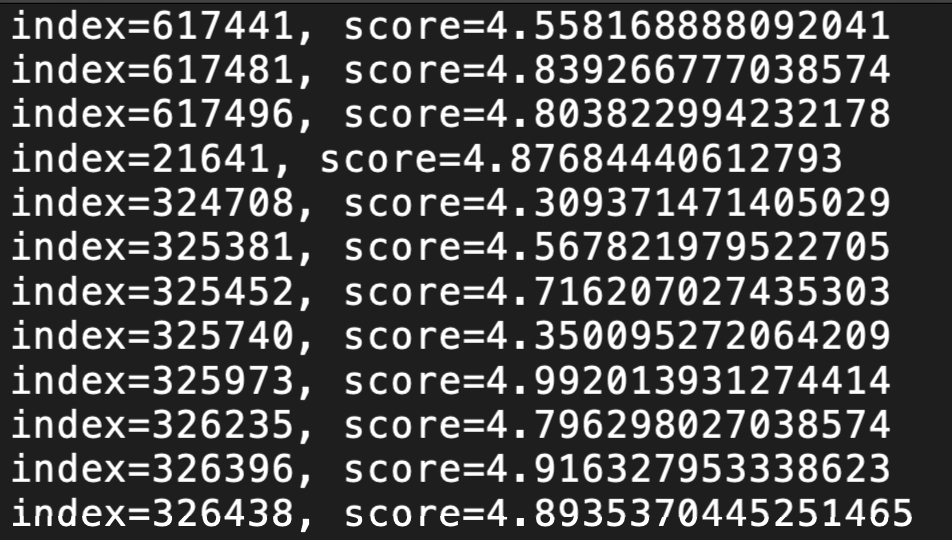 index=617441, score=4.558168888092041
index=617481, score=4.839266777038574
index=617496, score=4.803822994232178
index=21641, score=4.87684440612793
index=324708, score=4.309371471405029
index=325381, score=4.567821979522705
index=325452, score=4.716207027435303
index=325740, score=4.350095272064209
index=325973, score=4.992013931274414
index=326235, score=4.796298027038574
index=326396, score=4.916327953338623
index=326438, score=4.89353704452514​65